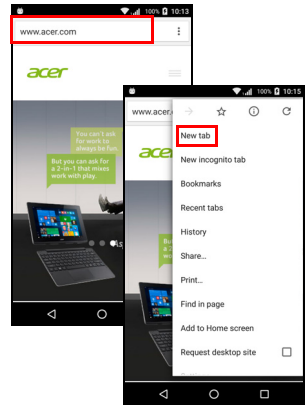 100% 10:13
www.acer.com
acer
You can't ask
for work to
always be fun.
But you can ask for
a 2-in-1 that mixes
work with play.
100% 10:15
www.acer.
New tab
New incognito tab
Bookmarks
Recent tabs
History
Share...
Print...
Find in page
Add to Home screen
Request desktop site